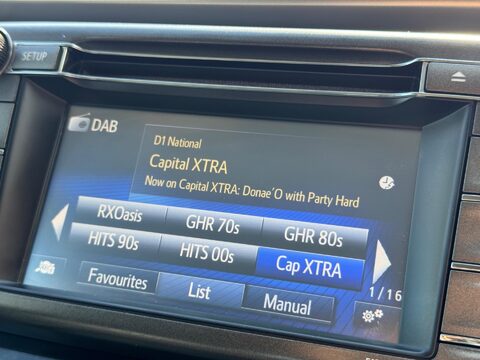 SETUP
DAB
D1 National
Capital XTRA
Now on Capital XTRA: Donae´O with Party Hard
RXOasis GHR 70s GHR 80s
HITS 90s HITS 00s Cap XTRA
1/16
Favourites List Manual